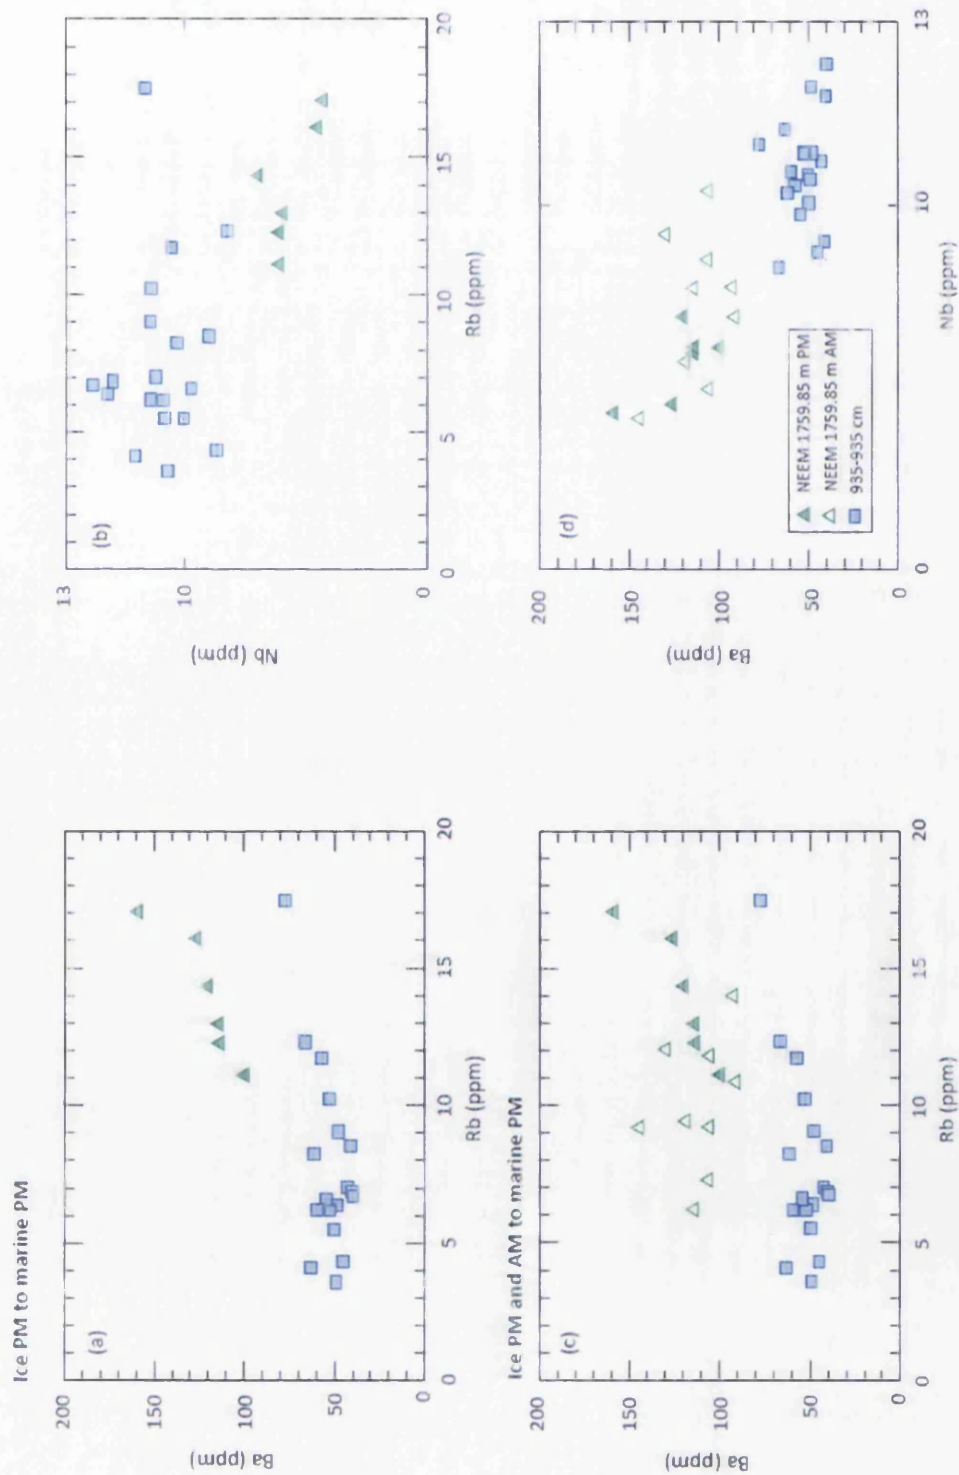 Ice PM to marine PM
(a)
200
150
100
50
0
Ba (ppm)
0
5
10
15
20
Rb (ppm)
(b)
13
10
0
Nb (ppm)
0
5
10
15
20
Rb (ppm)
Ice PM and AM to marine PM
(c)
200
150
100
50
0
Ba (ppm)
0
5
10
15
20
Rb (ppm)
(d)
200
150
100
50
0
Ba (ppm)
0
10
13
Nb (ppm)
NEEM 1759.85 m PM
NEEM 1759.85 m AM
935-935 cm